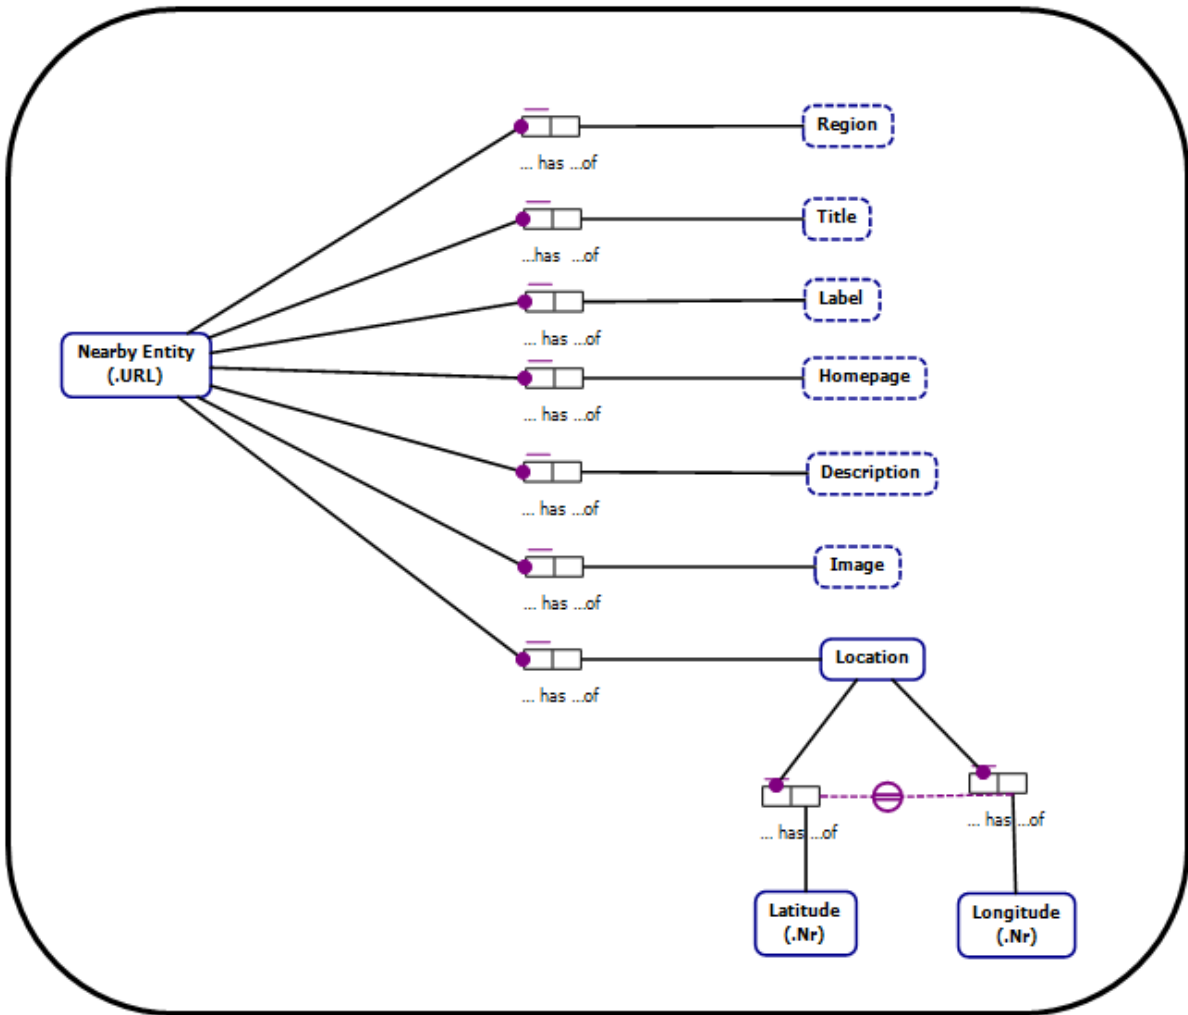 Region
... has ...of
Title
...has ...of
Label
... has ...of
Nearby Entity
(.URL)
Homepage
... has ...of
Description
... has ...of
Image
... has ...of
Location
... has ...of
... has ...of
... has ...of
Latitude
(.Nr)
Longitude
(.Nr)